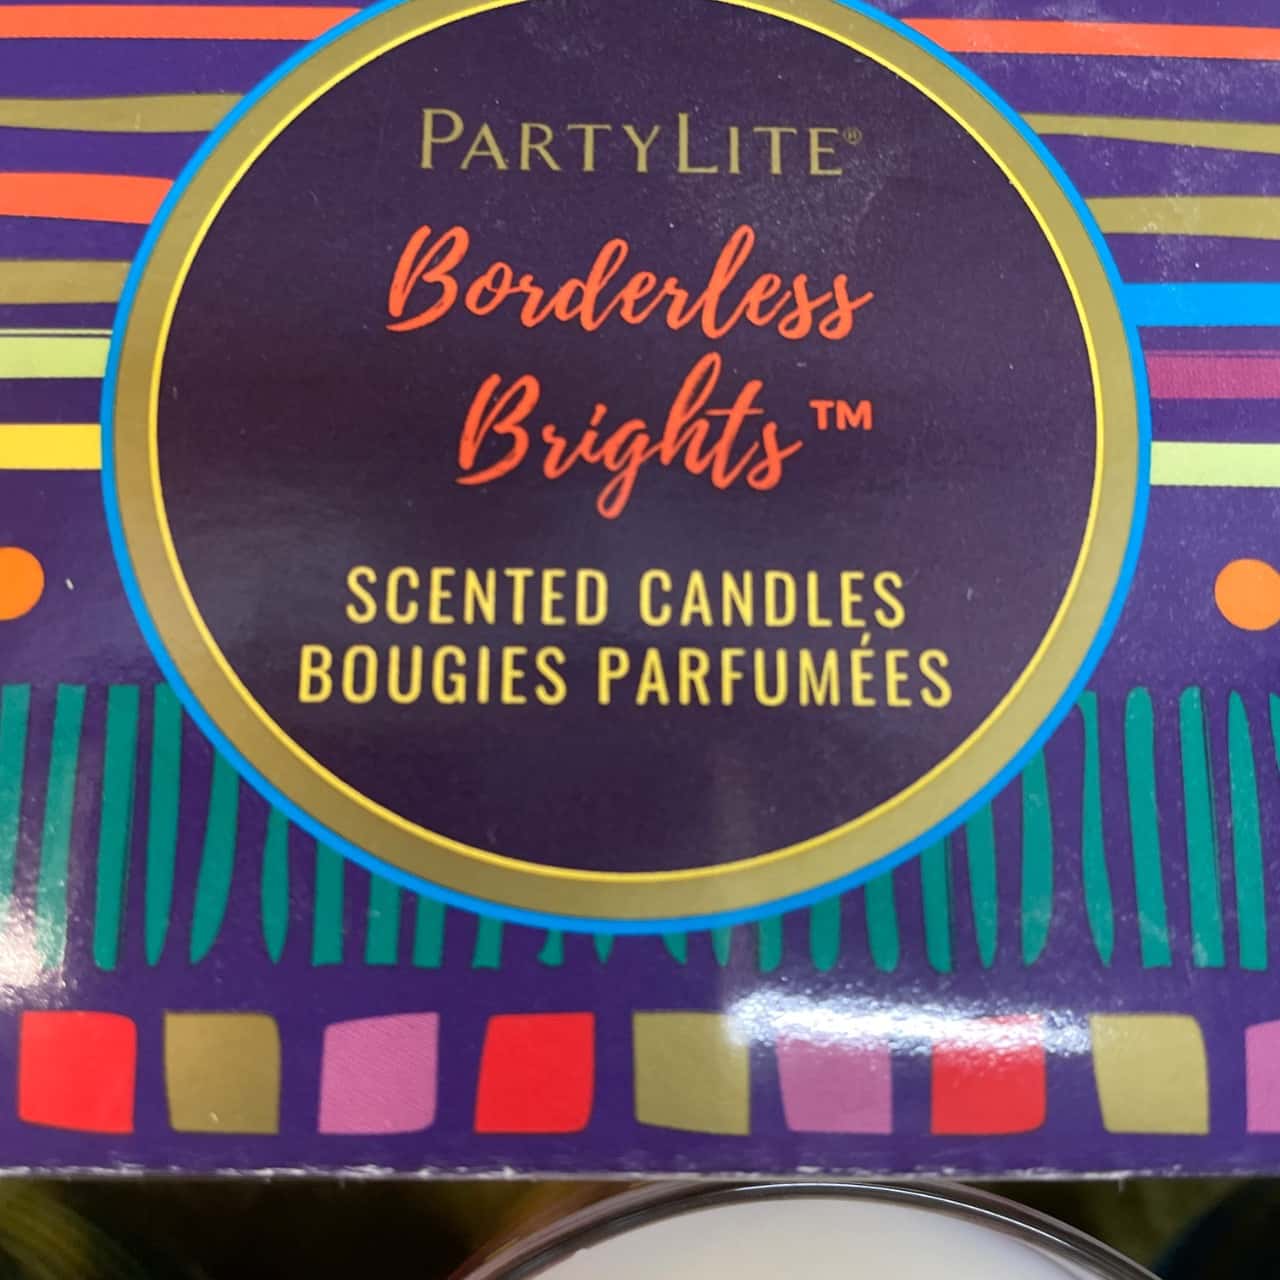 PARTYLITE®
Borderless
Brights™
SCENTED CANDLES
BOUGIES PARFUMÉES